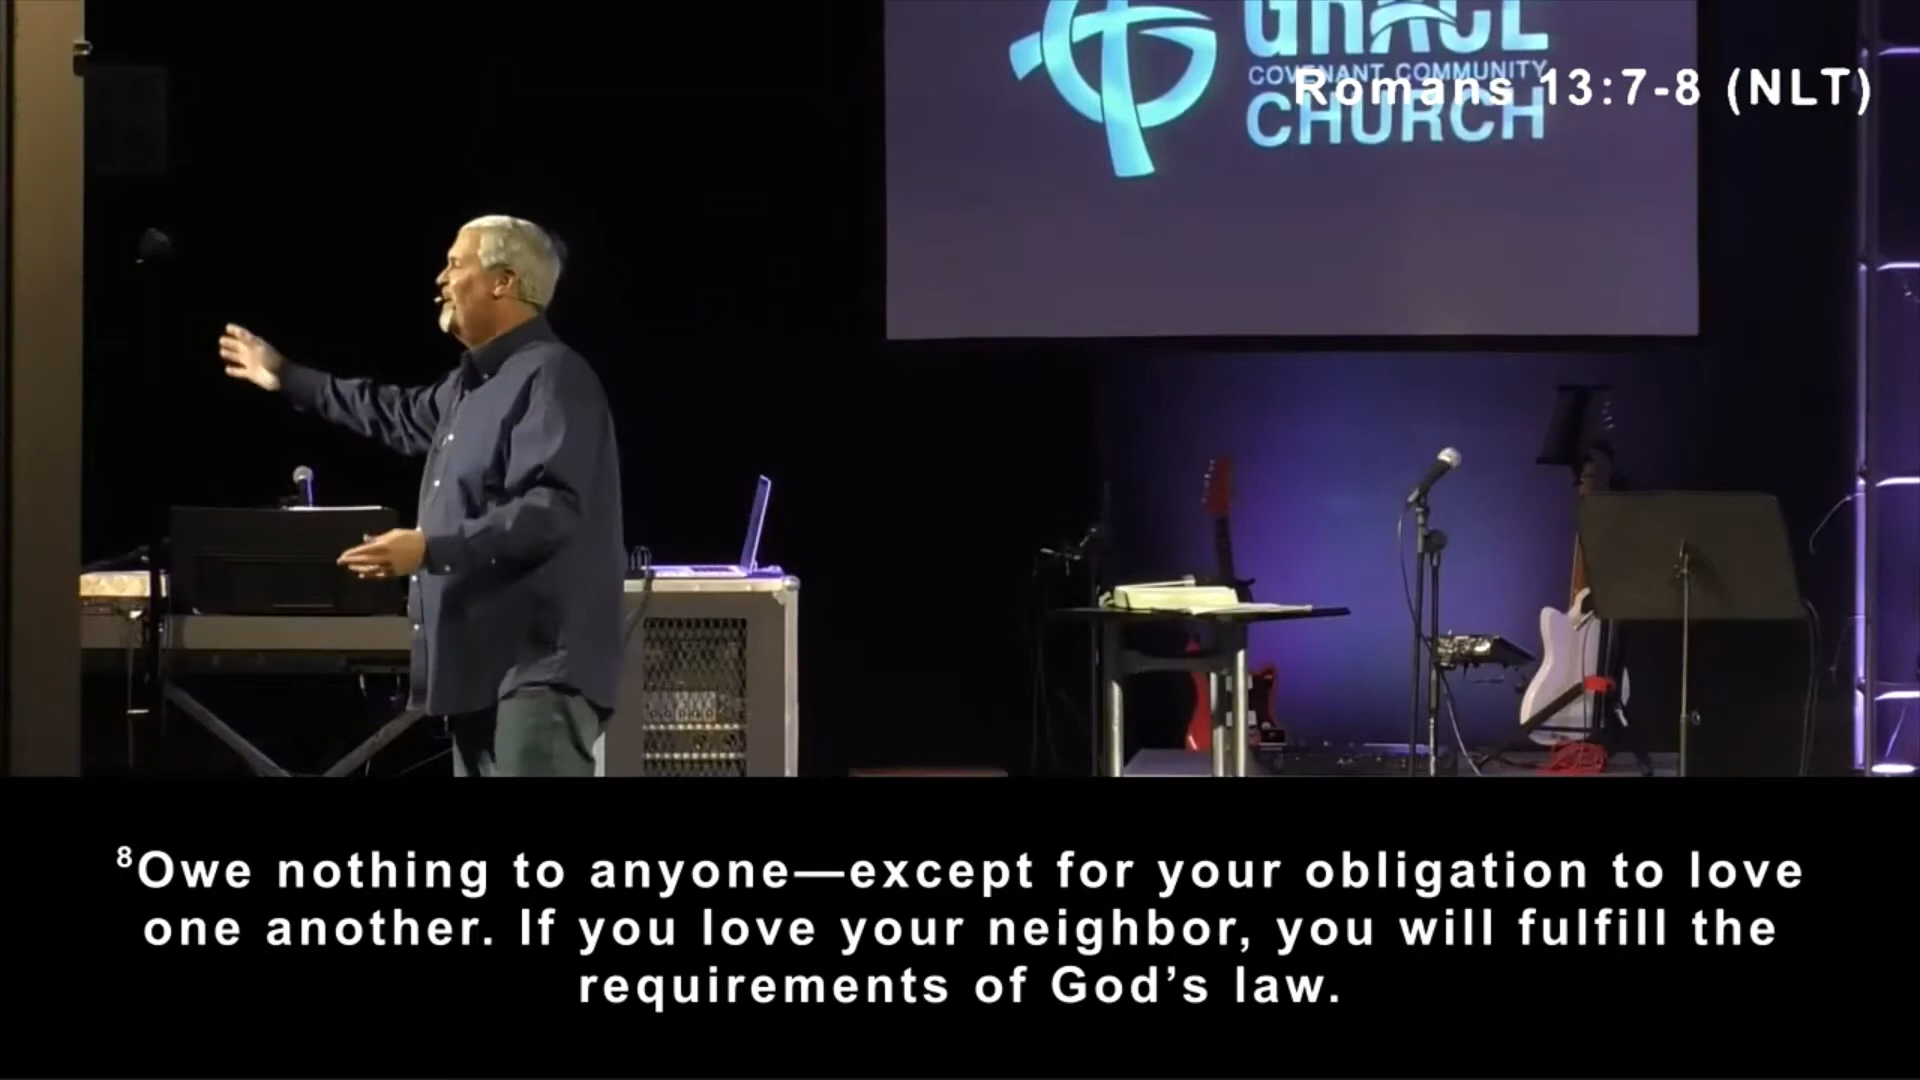 GRACE
COVENANT COMMUNITY
CHURCH
Romans 13:7-8 (NLT)
⁸Owe nothing to anyone—except for your obligation to love
one another. If you love your neighbor, you will fulfill the
requirements of God’s law.